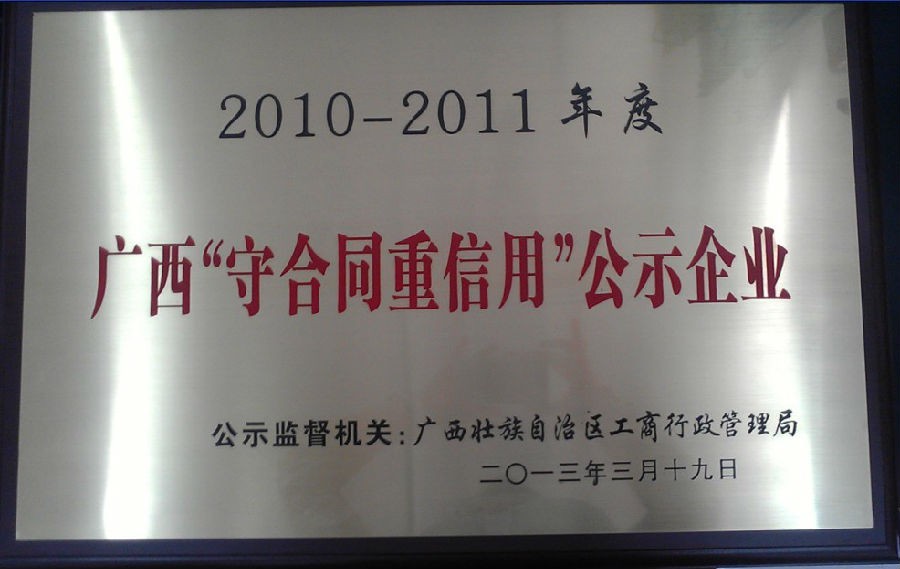 2010-2011年度
广西“守合同重信用”公示企业
公示监督机关:广西壮族自治区工商行政管理局
二〇一三年三月十九日